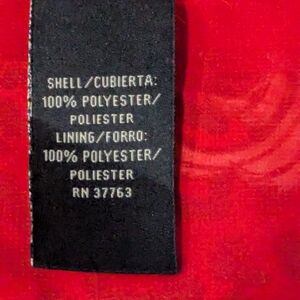 SHELL/CUBIERTA:
100% POLYESTER/
POLIESTER
LINING/FORRO:
100% POLYESTER/
POLIESTER
RN 37763